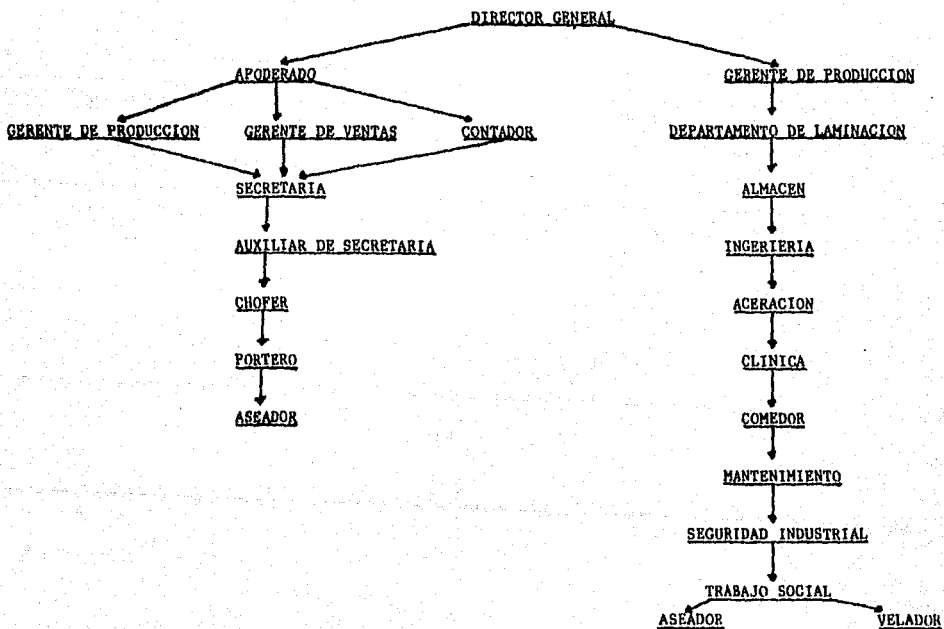 DIRECTOR GENERAL
APODERADO GERENTE DE PRODUCCION
GERENTE DE PRODUCCION GERENTE DE VENTAS CONTADOR DEPARTAMENTO DE LAMINACION
SECRETARIA ALMACEN
AUXILIAR DE SECRETARIA INGERIERIA
CHOFER ACERACION
PORTERO CLINICA
ASEADOR COMEDOR
MANTENIMIENTO
SEGURIDAD INDUSTRIAL
TRABAJO SOCIAL
ASEADOR VELADOR